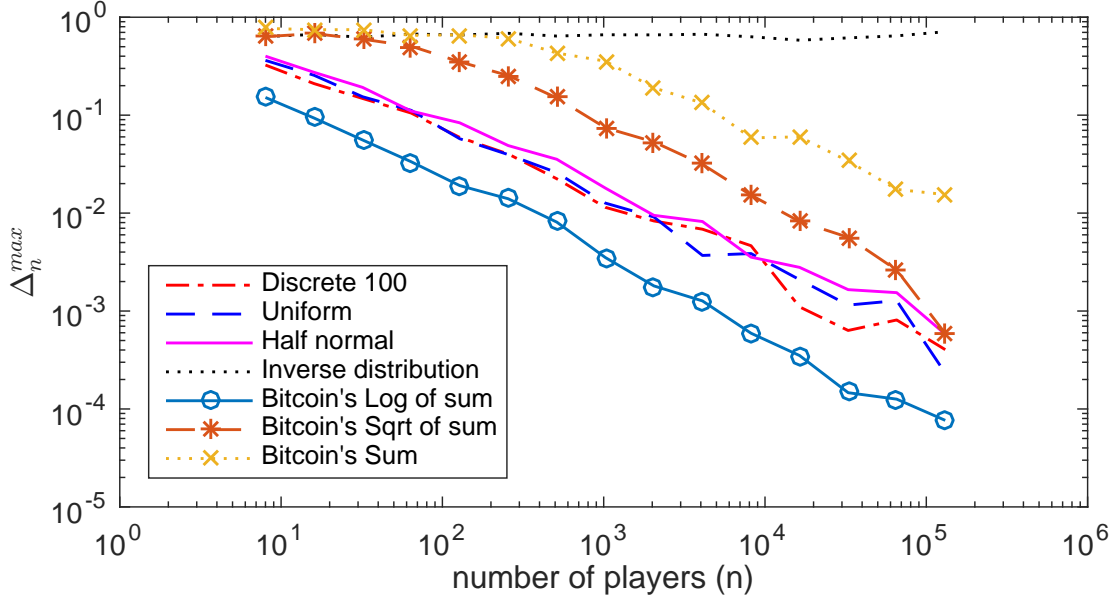 10^0
10^-1
10^-2
10^-3
10^-4
10^-5
Δ_n^max
Discrete 100
Uniform
Half normal
Inverse distribution
Bitcoin's Log of sum
Bitcoin's Sqrt of sum
Bitcoin's Sum
10^0 10^1 10^2 10^3 10^4 10^5 10^6
number of players (n)